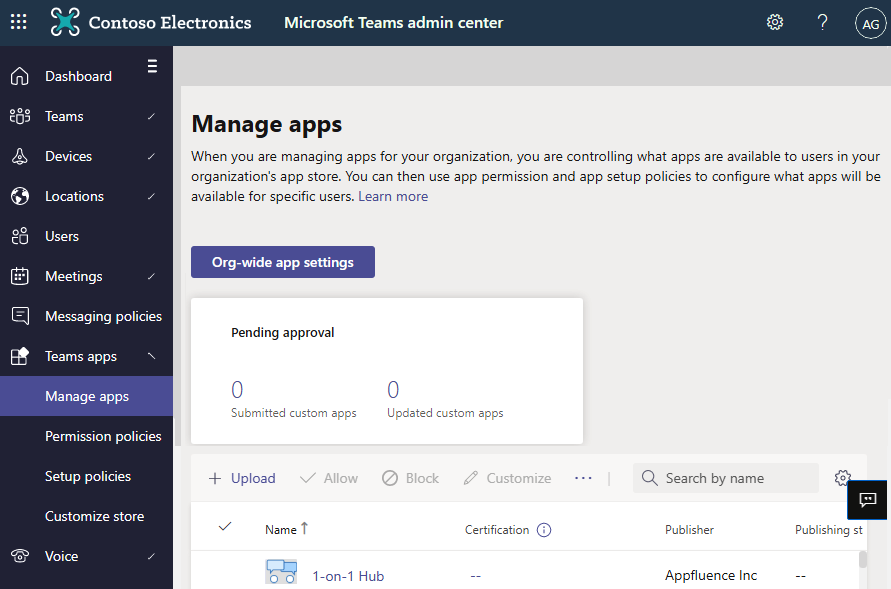 Contoso Electronics Microsoft Teams admin center AG
Dashboard
Teams
Devices
Locations
Users
Meetings
Messaging policies
Teams apps
Manage apps
Permission policies
Setup policies
Customize store
Voice
Manage apps
When you are managing apps for your organization, you are controlling what apps are available to users in your
organization's app store. You can then use app permission and app setup policies to configure what apps will be
available for specific users. Learn more
Org-wide app settings
Pending approval
0 0
Submitted custom apps Updated custom apps
Upload Allow Block Customize Search by name
Name Certification Publisher Publishing st
1-on-1 Hub -- Appfluence Inc --